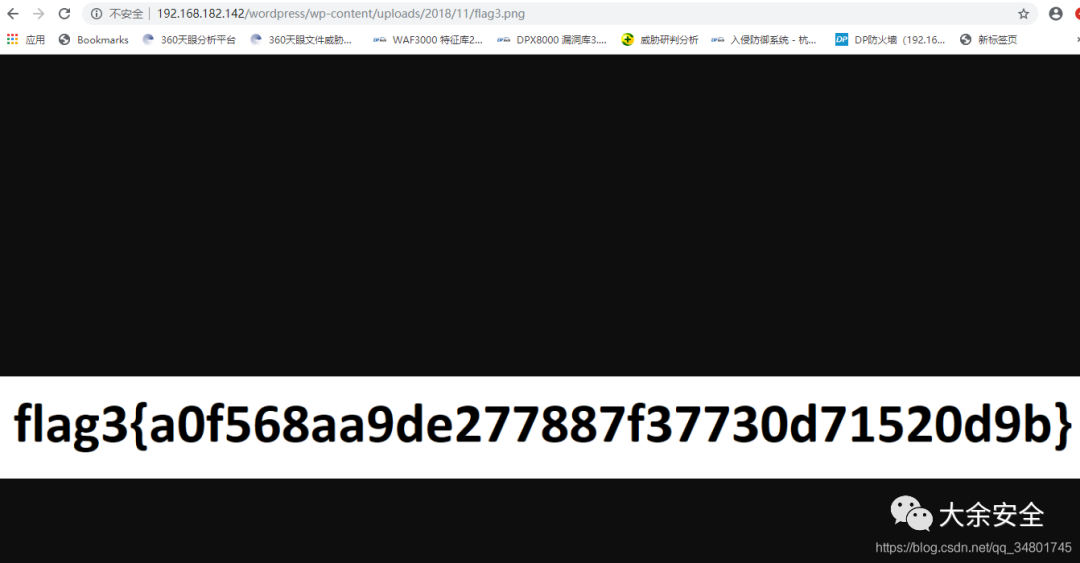 不安全 | 192.168.182.142/wordpress/wp-content/uploads/2018/11/flag3.png
应用 Bookmarks 360天眼分析平台 360天眼文件威胁... WAF3000 特征库2... DPX8000 漏洞库3.... 威胁研判分析 入侵防御系统 - 杭... DP DP防火墙（192.16... 新标签页
flag3{a0f568aa9de277887f37730d71520d9b}
大余安全
https://blog.csdn.net/qq_34801745